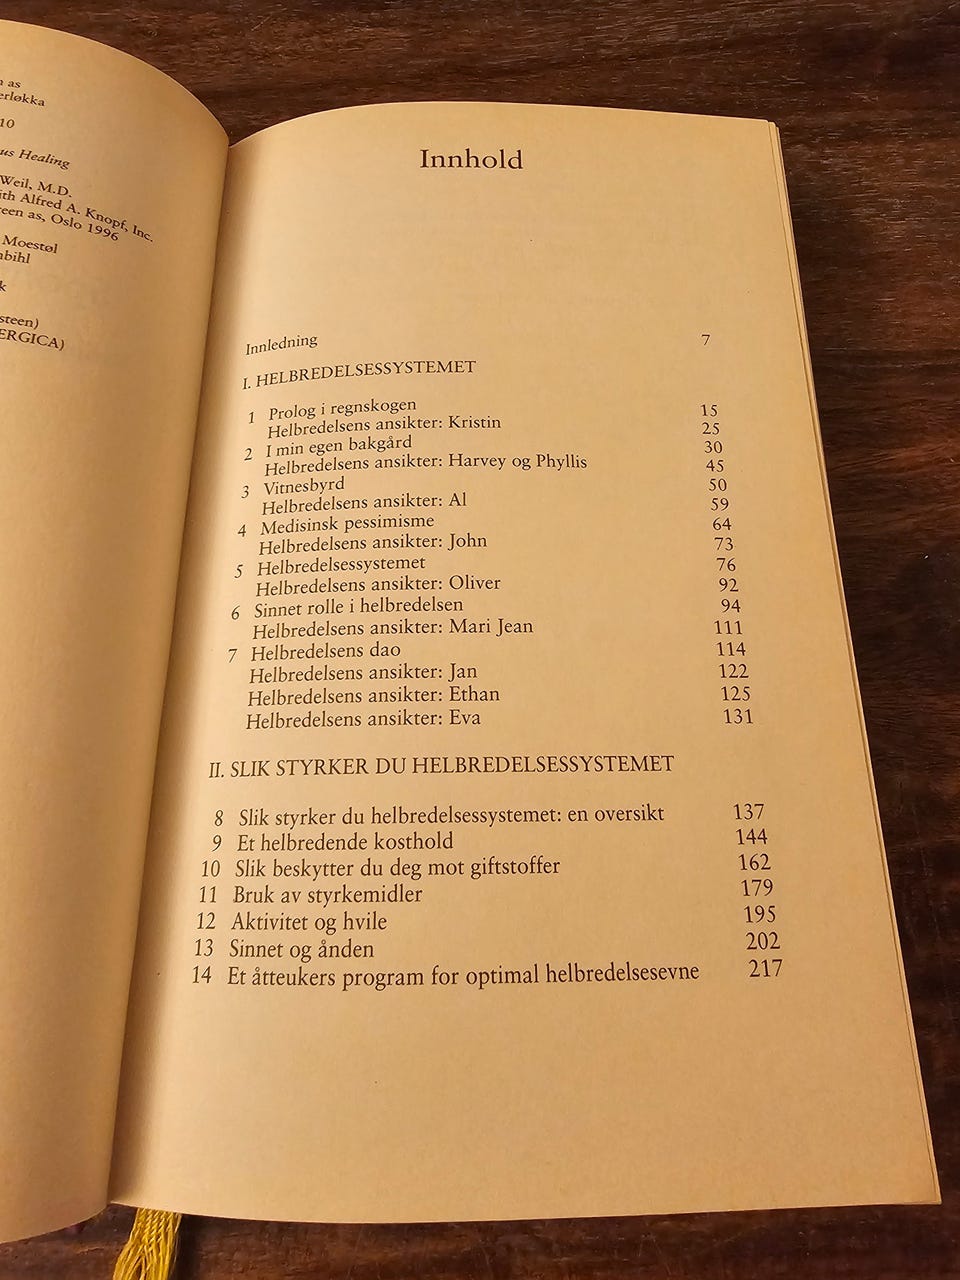 as
10
us Healing
Weil, M.D.
ith Alfred A. Knopf, Inc.
een as, Oslo 1996
Moestøl
steen)
ERGICA)
Innhold
Innledning 7
I. HELBREDELSESSYSTEMET
1 Prolog i regnskogen 15
Helbredelsens ansikter: Kristin 25
2 I min egen bakgård 30
Helbredelsens ansikter: Harvey og Phyllis 45
3 Vitnesbyrd 50
Helbredelsens ansikter: Al 59
4 Medisinsk pessimisme 64
Helbredelsens ansikter: John 73
5 Helbredelsessystemet 76
Helbredelsens ansikter: Oliver 92
6 Sinnet rolle i helbredelsen 94
Helbredelsens ansikter: Mari Jean 111
7 Helbredelsens dao 114
Helbredelsens ansikter: Jan 122
Helbredelsens ansikter: Ethan 125
Helbredelsens ansikter: Eva 131
II. SLIK STYRKER DU HELBREDELSESSYSTEMET
8 Slik styrker du helbredelsessystemet: en oversikt 137
9 Et helbredende kosthold 144
10 Slik beskytter du deg mot giftstoffer 162
11 Bruk av styrkemidler 179
12 Aktivitet og hvile 195
13 Sinnet og ånden 202
14 Et åtteukers program for optimal helbredelsesevne 217